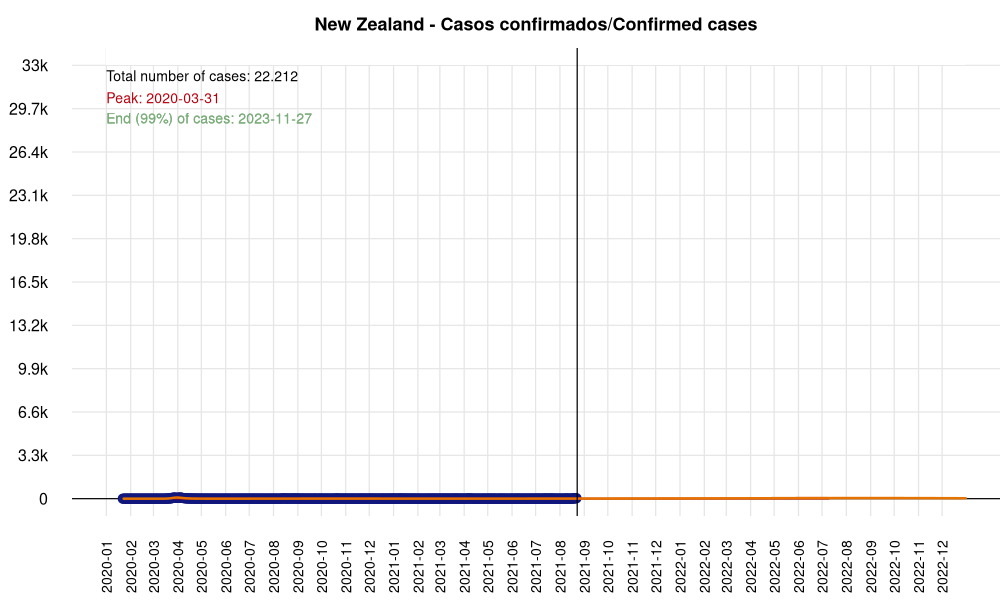 New Zealand - Casos confirmados/Confirmed cases
Total number of cases: 22.212
Peak: 2020-03-31
End (99%) of cases: 2023-11-27
33k
29.7k
26.4k
23.1k
19.8k
16.5k
13.2k
9.9k
6.6k
3.3k
0
2020-01
2020-02
2020-03
2020-04
2020-05
2020-06
2020-07
2020-08
2020-09
2020-10
2020-11
2020-12
2021-01
2021-02
2021-03
2021-04
2021-05
2021-06
2021-07
2021-08
2021-09
2021-10
2021-11
2021-12
2022-01
2022-02
2022-03
2022-04
2022-05
2022-06
2022-07
2022-08
2022-09
2022-10
2022-11
2022-12